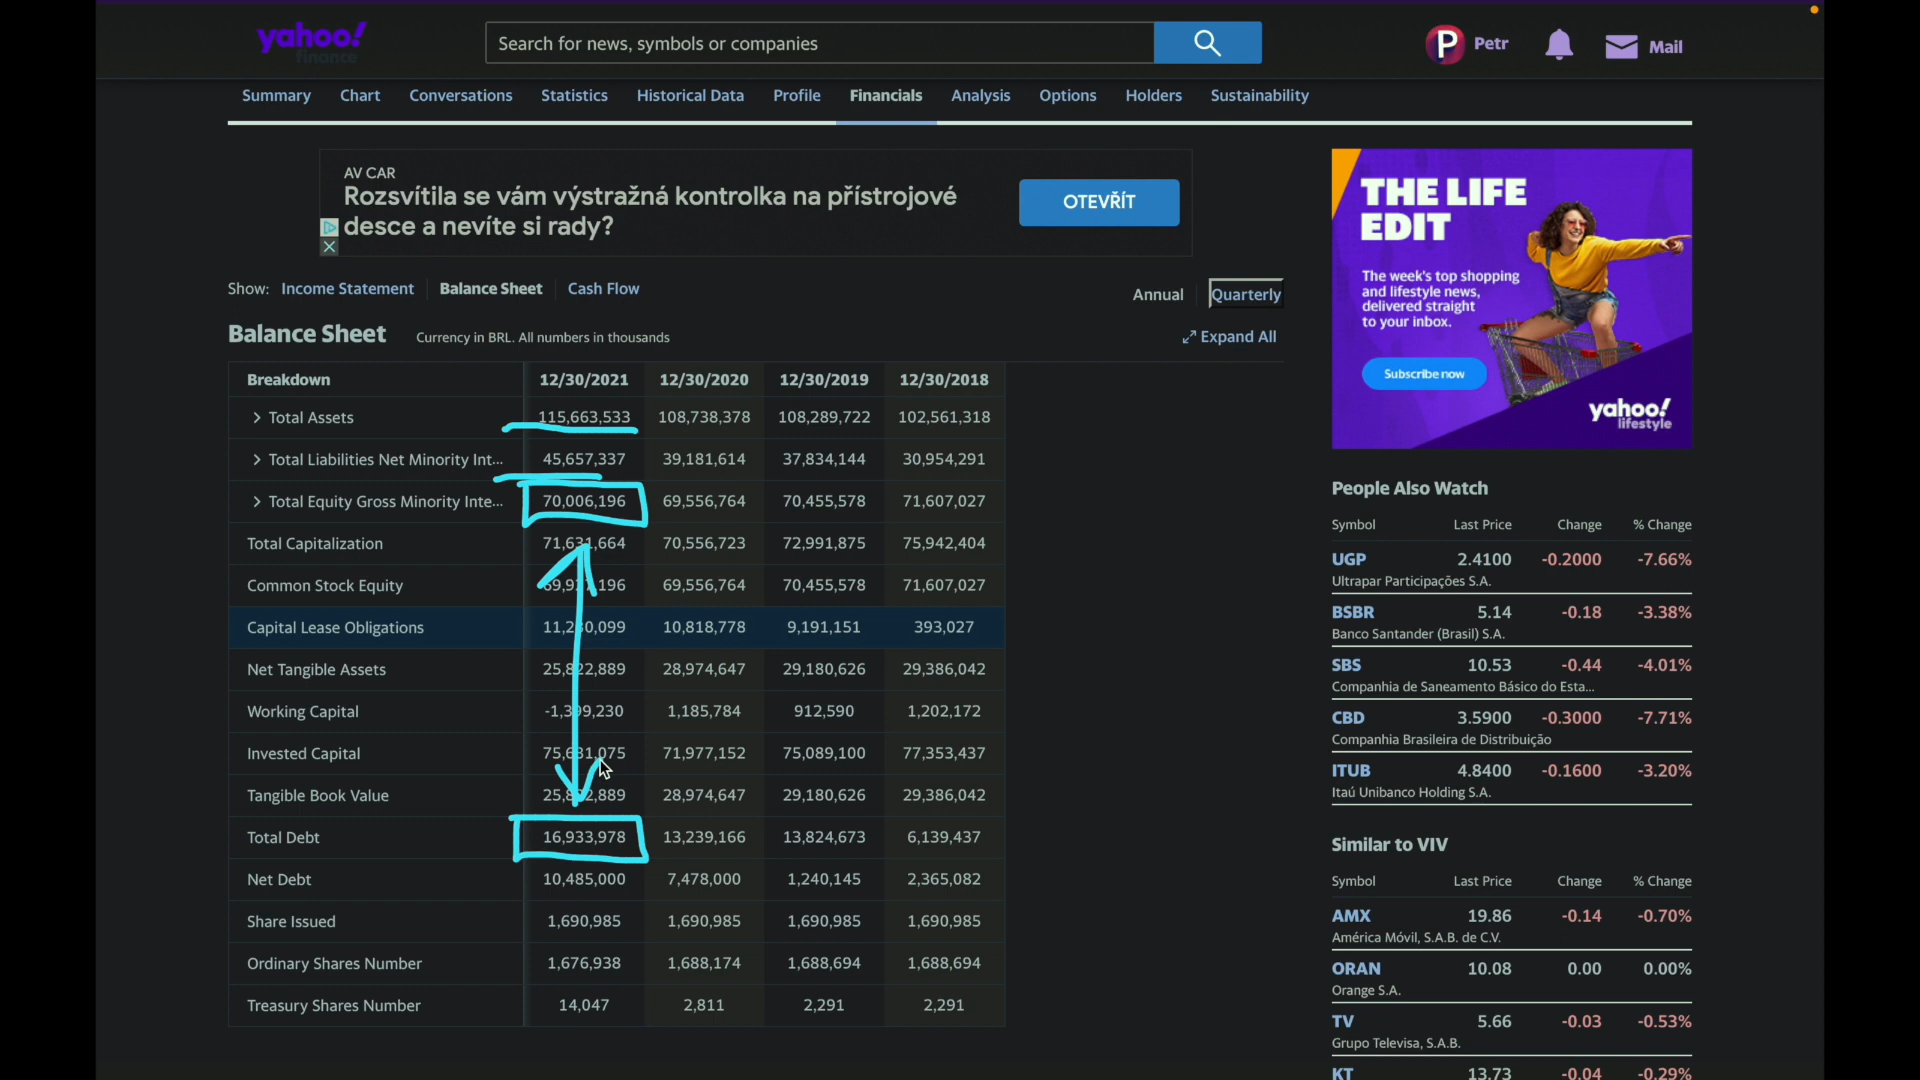 yahoo!
finance
Search for news, symbols or companies
P Petr Mail
Summary Chart Conversations Statistics Historical Data Profile Financials Analysis Options Holders Sustainability
AV CAR
Rozsvítila se vám výstražná kontrolka na přístrojové
desce a nevíte si rady?
OTEVŘÍT
Show: Income Statement Balance Sheet Cash Flow
Annual Quarterly
Balance Sheet Currency in BRL. All numbers in thousands
Expand All
Breakdown 12/30/2021 12/30/2020 12/30/2019 12/30/2018
Total Assets 115,663,533 108,738,378 108,289,722 102,561,318
Total Liabilities Net Minority Int... 45,657,337 39,181,614 37,834,144 30,954,291
Total Equity Gross Minority Inte... 70,006,196 69,556,764 70,455,578 71,607,027
Total Capitalization 71,631,664 70,556,723 72,991,875 75,942,404
Common Stock Equity 69,556,764 70,455,578 71,607,027
Capital Lease Obligations 10,818,778 9,191,151 393,027
Net Tangible Assets 25,822,889 28,974,647 29,180,626 29,386,042
Working Capital 1,185,784 912,590 1,202,172
Invested Capital 71,977,152 75,089,100 77,353,437
Tangible Book Value 25,822,889 28,974,647 29,180,626 29,386,042
Total Debt 16,933,978 13,239,166 13,824,673 6,139,437
Net Debt 10,485,000 7,478,000 1,240,145 2,365,082
Share Issued 1,690,985 1,690,985 1,690,985 1,690,985
Ordinary Shares Number 1,676,938 1,688,174 1,688,694 1,688,694
Treasury Shares Number 14,047 2,811 2,291 2,291
THE LIFE
EDIT
The week's top shopping
and lifestyle news,
delivered straight
to your inbox.
Subscribe now
yahoo!
lifestyle
People Also Watch
Symbol Last Price Change % Change
UGP 2.4100 -0.2000 -7.66%
Ultrapar Participações S.A.
BSBR 5.14 -0.18 -3.38%
Banco Santander (Brasil) S.A.
SBS 10.53 -0.44 -4.01%
Companhia de Saneamento Básico do Esta...
CBD 3.5900 -0.3000 -7.71%
Companhia Brasileira de Distribuição
ITUB 4.8400 -0.1600 -3.20%
Itaú Unibanco Holding S.A.
Similar to VIV
Symbol Last Price Change % Change
AMX 19.86 -0.14 -0.70%
América Móvil, S.A.B. de C.V.
ORAN 10.08 0.00 0.00%
Orange S.A.
TV 5.66 -0.03 -0.53%
Grupo Televisa, S.A.B.
KT 13.73 -0.04 -0.29%